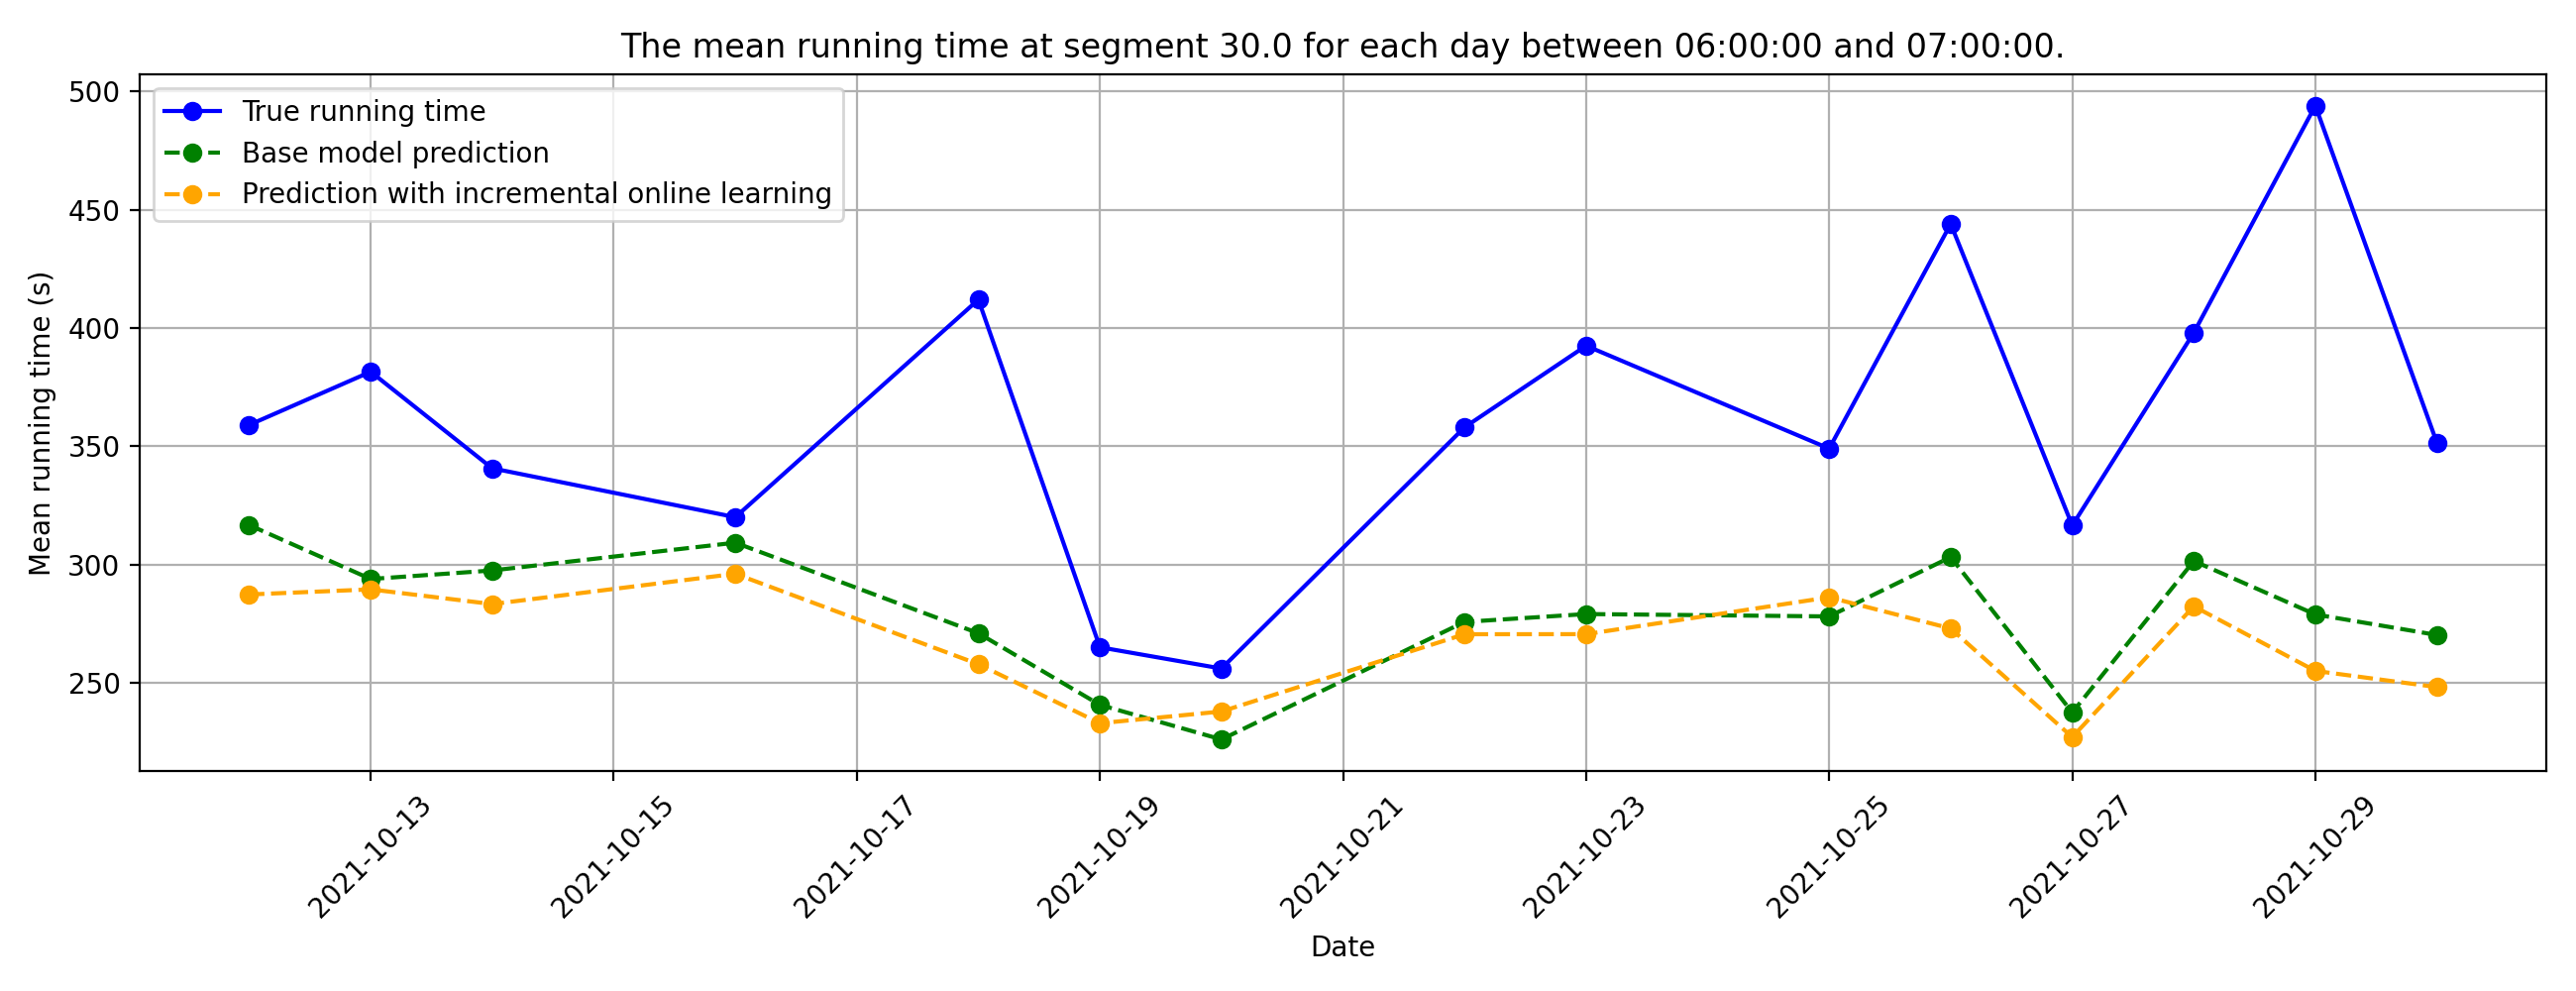 The mean running time at segment 30.0 for each day between 06:00:00 and 07:00:00.
True running time
Base model prediction
Prediction with incremental online learning
Mean running time (s)
500
450
400
350
300
250
2021-10-13
2021-10-15
2021-10-17
2021-10-19
2021-10-21
2021-10-23
2021-10-25
2021-10-27
2021-10-29
Date